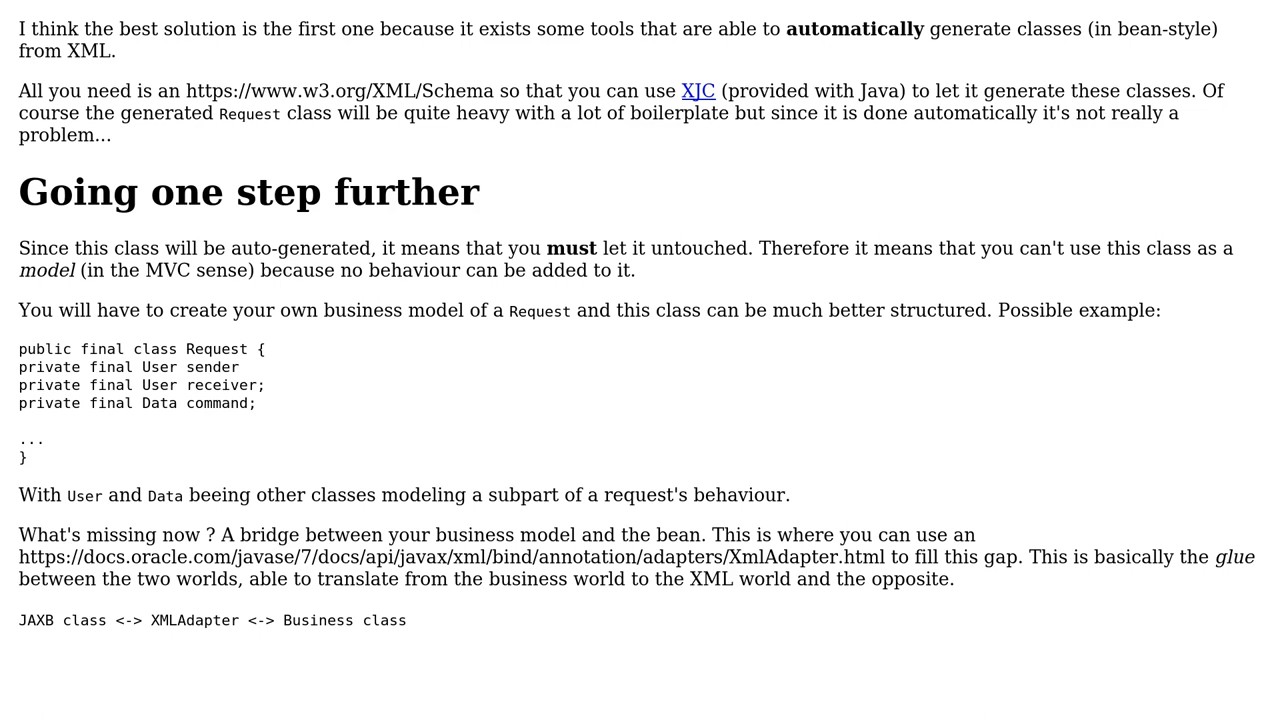 I think the best solution is the first one because it exists some tools that are able to automatically generate classes (in bean-style)
from XML.
All you need is an https://www.w3.org/XML/Schema so that you can use XJC (provided with Java) to let it generate these classes. Of
course the generated Request class will be quite heavy with a lot of boilerplate but since it is done automatically it's not really a
problem...
Going one step further
Since this class will be auto-generated, it means that you must let it untouched. Therefore it means that you can't use this class as a
model (in the MVC sense) because no behaviour can be added to it.
You will have to create your own business model of a Request and this class can be much better structured. Possible example:
public final class Request {
private final User sender
private final User receiver;
private final Data command;
...
}
With User and Data beeing other classes modeling a subpart of a request's behaviour.
What's missing now ? A bridge between your business model and the bean. This is where you can use an
https://docs.oracle.com/javase/7/docs/api/javax/xml/bind/annotation/adapters/XmlAdapter.html to fill this gap. This is basically the glue
between the two worlds, able to translate from the business world to the XML world and the opposite.
JAXB class <-> XMLAdapter <-> Business class